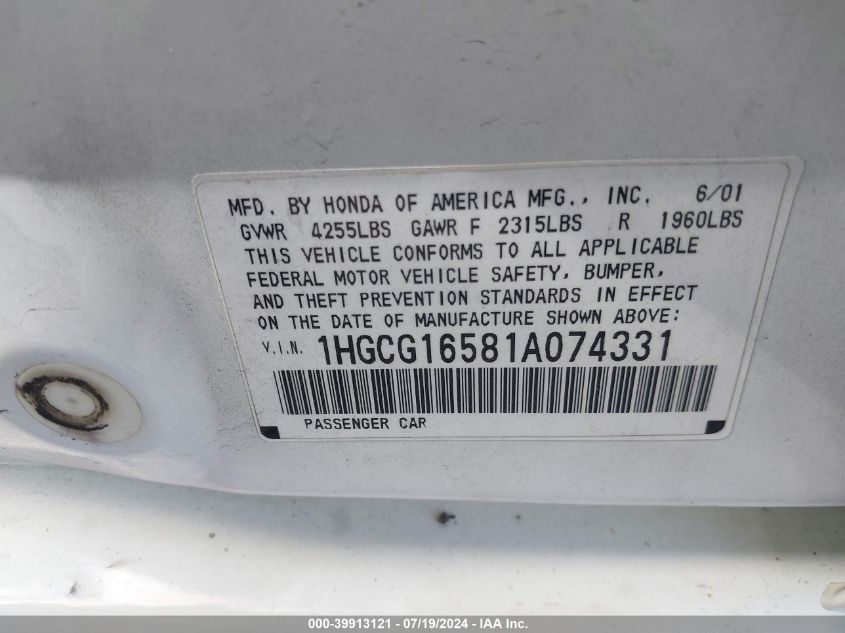 MFD. BY HONDA OF AMERICA MFG., INC. 6/01
GVWR 4255LBS GAWR F 2315LBS R 1960LBS
THIS VEHICLE CONFORMS TO ALL APPLICABLE
FEDERAL MOTOR VEHICLE SAFETY, BUMPER,
AND THEFT PREVENTION STANDARDS IN EFFECT
ON THE DATE OF MANUFACTURE SHOWN ABOVE:
V.I.N. 1HGCG16581A074331
PASSENGER CAR
000-39913121 - 07/19/2024 - IAA Inc.